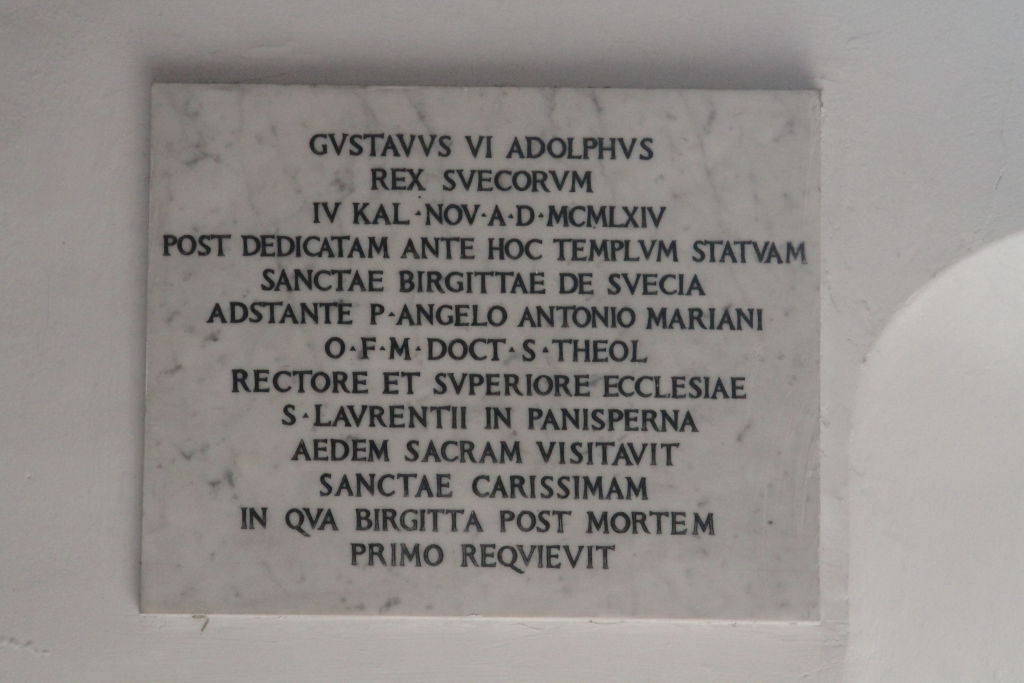 GVSTAVVS VI ADOLPHVS
REX SVECORVM
IV KAL·NOV·A·D·MCMLXIV
POST DEDICATAM ANTE HOC TEMPLVM STATVAM
SANCTAE BIRGITTAE DE SVECIA
ADSTANTE P·ANGELO ANTONIO MARIANI
O·F·M·DOCT·S·THEOL
RECTORE ET SVPERIORE ECCLESIAE
S·LAVRENTII IN PANISPERNA
AEDEM SACRAM VISITAVIT
SANCTAE CARISSIMAM
IN QVA BIRGITTA POST MORTEM
PRIMO REQVIEVIT